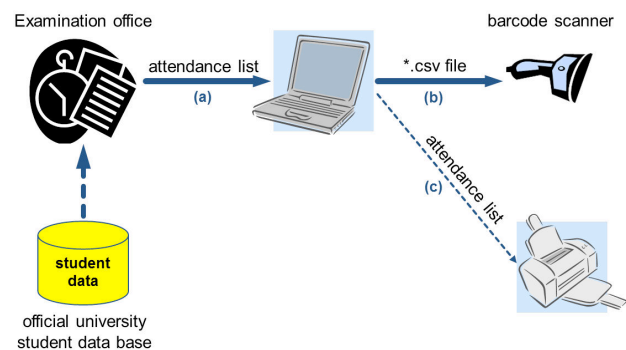 Examination office
barcode scanner
attendance list
(a)
*.csv file
(b)
attendance list
(c)
student
data
official university
student data base